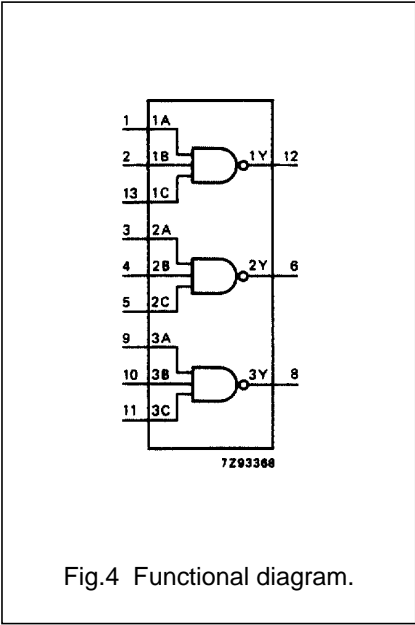 1 1A
2 1B 1Y 12
13 1C
3 2A
4 2B 2Y 6
5 2C
9 3A
10 3B 3Y 8
11 3C
7Z93368
Fig.4 Functional diagram.